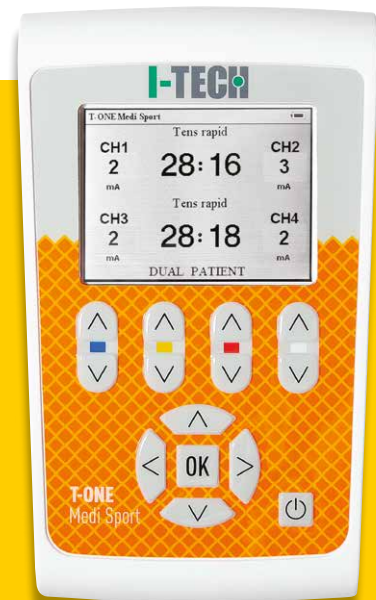 I-TECH
T-ONE Medi Sport
Tens rapid
CH1 28:16 CH2
2 3
mA mA
Tens rapid
CH3 28:18 CH4
2 2
mA mA
DUAL PATIENT
OK
T-ONE
Medi Sport